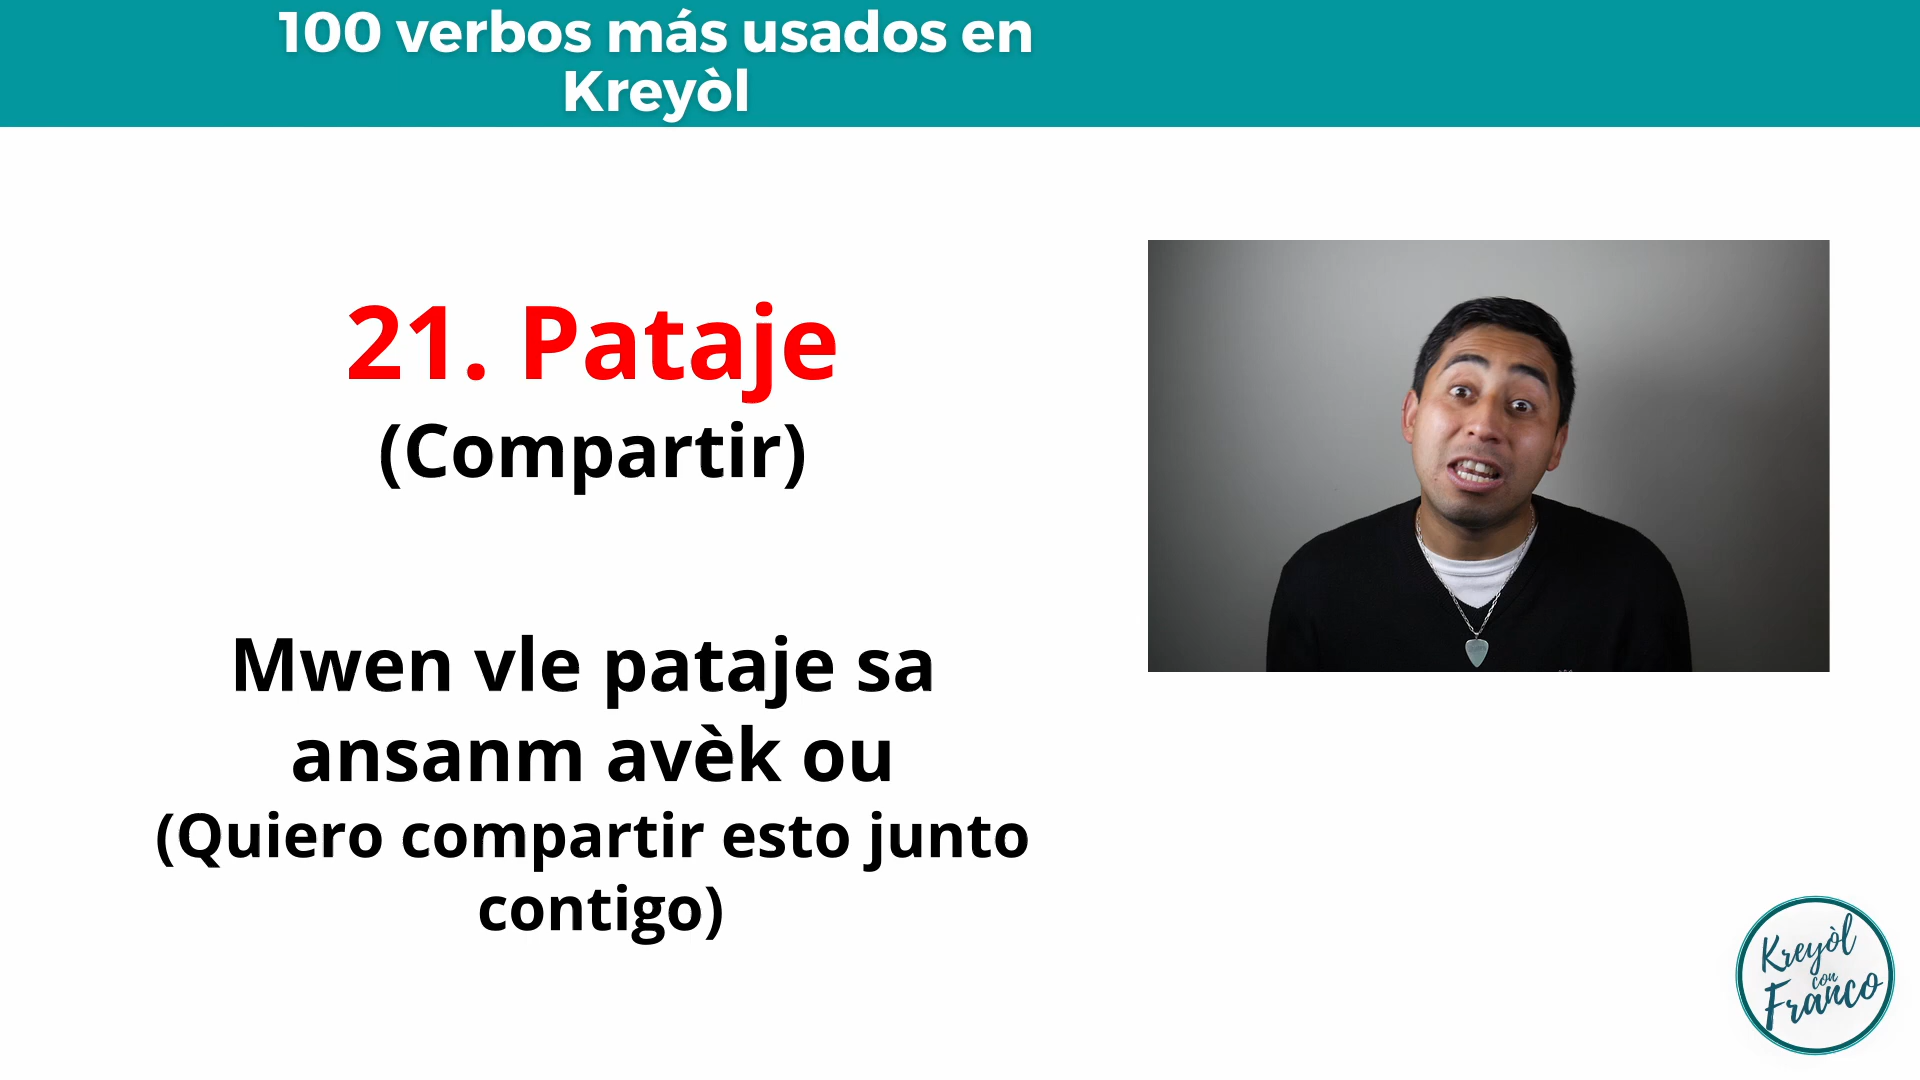 100 verbos más usados en
Kreyòl
21. Pataje
(Compartir)
Mwen vle pataje sa
ansanm avèk ou
(Quiero compartir esto junto
contigo)
Kreyòl
con
Franco